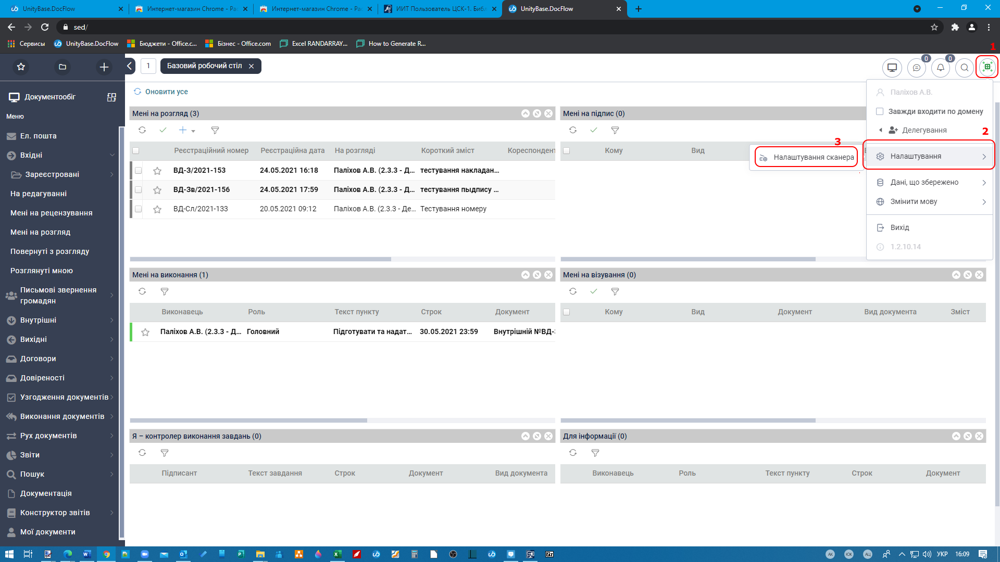 UnityBase.DocFlow
Интернет-магазин Chrome - Рас
Интернет-магазин Chrome - Рас
ИИТ Пользователь ЦСК-1. Библ
UnityBase.DocFlow
sed/
Сервисы
UnityBase.DocFlow
Бюджети - Office.c...
Бізнес - Office.com
Excel RANDARRAY...
How to Generate R...
1
1
Базовий робочий стіл
0
0
Документообіг
Меню
Ел. пошта
Вхідні
Зареєстровані
На редагуванні
Мені на рецензування
Мені на розгляд
Повернуті з розгляду
Розглянуті мною
Письмові звернення
громадян
Внутрішні
Вихідні
Договори
Довіреності
Узгодження документів
Виконання документів
Рух документів
Звіти
Пошук
Документація
Конструктор звітів
Мої документи
Оновити усе
Мені на розгляд (3)
Реєстраційний номер
Реєстраційна дата
На розгляді
Короткий зміст
Кореспондент
ВД-З/2021-153
24.05.2021 16:18
Паліхов А.В. (2.3.3 - Д...
тестування накладан...
ВД-Зв/2021-156
24.05.2021 17:59
Паліхов А.В. (2.3.3 - Д...
тестування пыдпису ...
ВД-Сл/2021-133
20.05.2021 09:12
Паліхов А.В. (2.3.3 - Де...
Тестування номеру
Мені на підпис (0)
Кому
Вид
Паліхов А.В.
Завжди входити по домену
Делегування
2
Налаштування
3
Налаштування сканера
Дані, що збережено
Змінити мову
Вихід
1.2.10.14
Мені на виконання (1)
Виконавець
Роль
Текст пункту
Строк
Документ
Паліхов А.В. (2.3.3 - Д...
Головний
Підготувати та надат...
30.05.2021 23:59
Внутрішній №ВД-
Мені на візування (0)
Кому
Вид
Документ
Вид документа
Зміст
Я – контролер виконання завдань (0)
Підписант
Текст завдання
Строк
Документ
Вид документа
Для інформації (0)
Виконавець
Роль
Текст пункту
Строк
Документ
АК
ЮК
АЦ
УКР
16:09